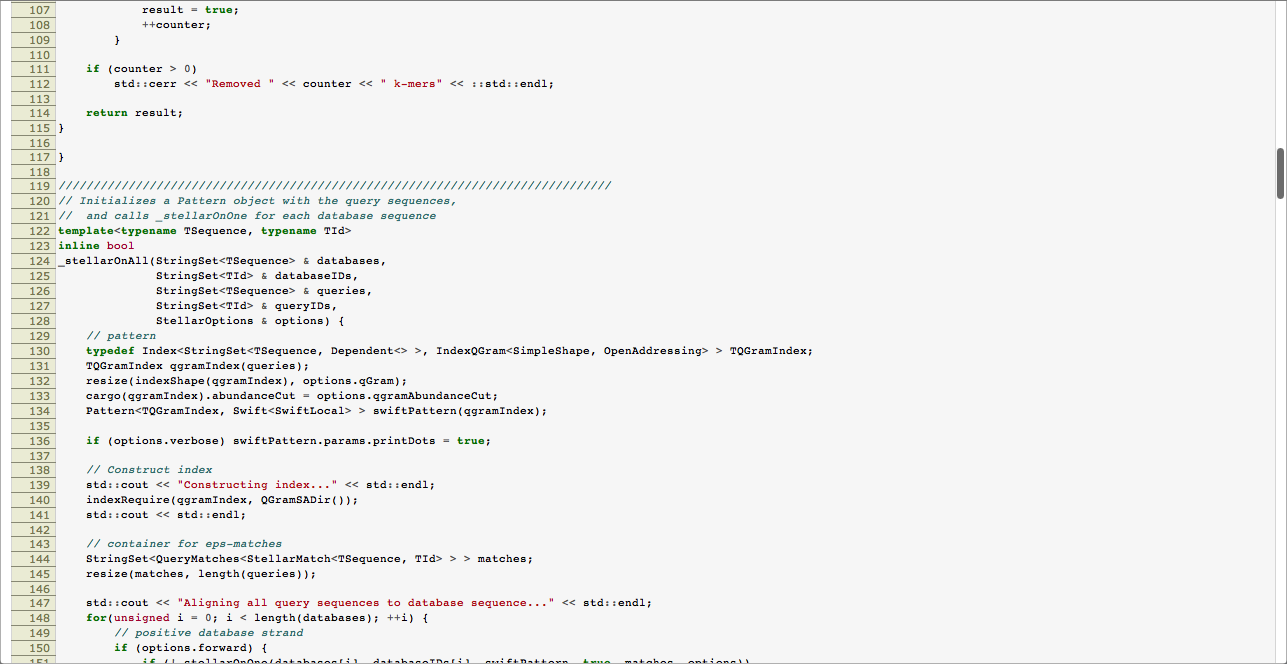 107             result = true;
108             ++counter;
109         }
110
111     if (counter > 0)
112         std::cerr << "Removed " << counter << " k-mers" << ::std::endl;
113
114     return result;
115 }
116
117 }
118
119 ///////////////////////////////////////////////////////////////////////////////
120 // Initializes a Pattern object with the query sequences,
121 //  and calls _stellarOnOne for each database sequence
122 template<typename TSequence, typename TId>
123 inline bool
124 _stellarOnAll(StringSet<TSequence> & databases,
125               StringSet<TId> & databaseIDs,
126               StringSet<TSequence> & queries,
127               StringSet<TId> & queryIDs,
128               StellarOptions & options) {
129     // pattern
130     typedef Index<StringSet<TSequence, Dependent<> >, IndexQGram<SimpleShape, OpenAddressing> > TQGramIndex;
131     TQGramIndex qgramIndex(queries);
132     resize(indexShape(qgramIndex), options.qGram);
133     cargo(qgramIndex).abundanceCut = options.qgramAbundanceCut;
134     Pattern<TQGramIndex, Swift<SwiftLocal> > swiftPattern(qgramIndex);
135
136     if (options.verbose) swiftPattern.params.printDots = true;
137
138     // Construct index
139     std::cout << "Constructing index..." << std::endl;
140     indexRequire(qgramIndex, QGramSADir());
141     std::cout << std::endl;
142
143     // container for eps-matches
144     StringSet<QueryMatches<StellarMatch<TSequence, TId> > > matches;
145     resize(matches, length(queries));
146
147     std::cout << "Aligning all query sequences to database sequence..." << std::endl;
148     for(unsigned i = 0; i < length(databases); ++i) {
149         // positive database strand
150         if (options.forward) {
151             if (!_stellarOnOne(databases[i], databaseIDs[i], swiftPattern, true, matches, options))